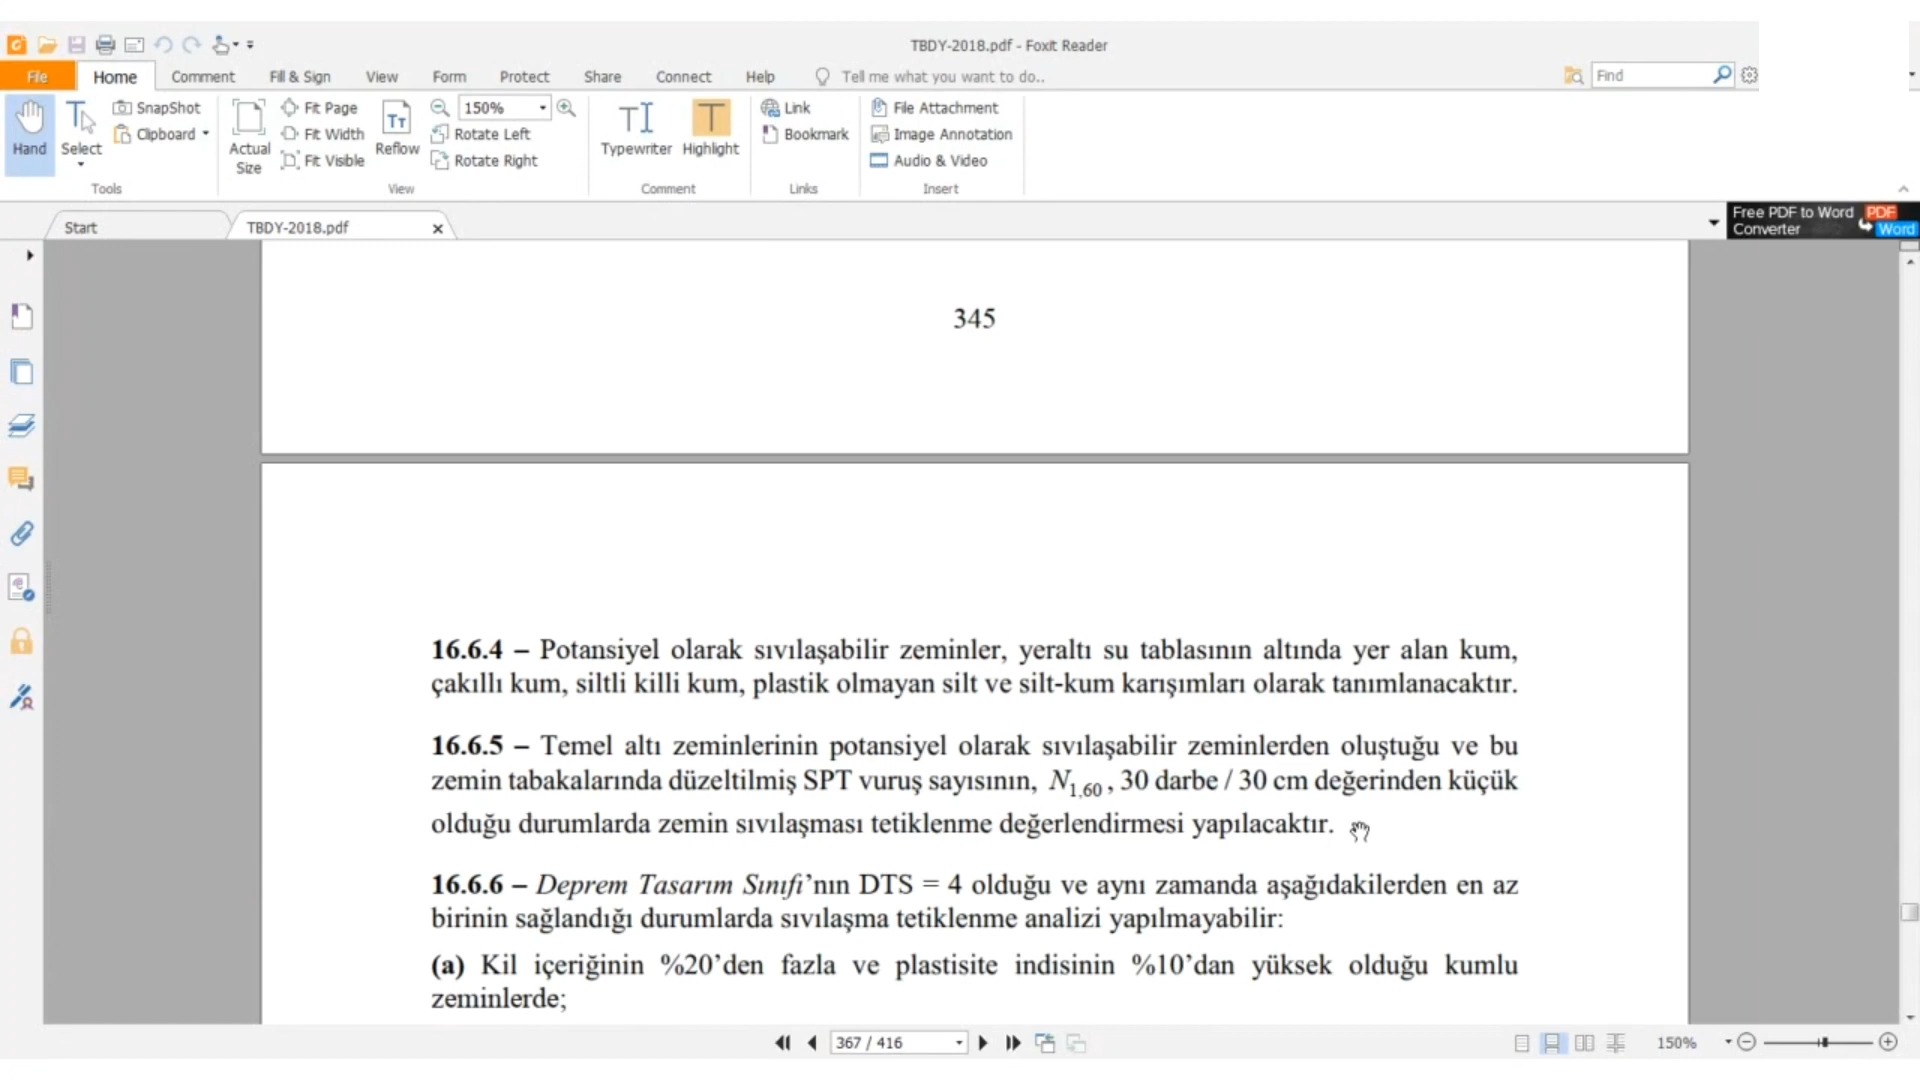 TBDY-2018.pdf - Foxit Reader
File Home Comment Fill & Sign View Form Protect Share Connect Help Tell me what you want to do.. Find
Hand Select SnapShot Clipboard
Tools
Actual Size Fit Page Fit Width Fit Visible Reflow 150% Rotate Left Rotate Right
View
Typewriter Highlight
Comment
Link Bookmark
Links
File Attachment Image Annotation Audio & Video
Insert
Start TBDY-2018.pdf
Free PDF to Word
Converter
PDF
Word
345
16.6.4 – Potansiyel olarak sıvılaşabilir zeminler, yeraltı su tablasının altında yer alan kum,
çakıllı kum, siltli killi kum, plastik olmayan silt ve silt-kum karışımları olarak tanımlanacaktır.
16.6.5 – Temel altı zeminlerinin potansiyel olarak sıvılaşabilir zeminlerden oluştuğu ve bu
zemin tabakalarında düzeltilmiş SPT vuruş sayısının, N1,60 , 30 darbe / 30 cm değerinden küçük
olduğu durumlarda zemin sıvılaşması tetiklenme değerlendirmesi yapılacaktır.
16.6.6 – Deprem Tasarım Sınıfı’nın DTS = 4 olduğu ve aynı zamanda aşağıdakilerden en az
birinin sağlandığı durumlarda sıvılaşma tetiklenme analizi yapılmayabilir:
(a) Kil içeriğinin %20’den fazla ve plastisite indisinin %10’dan yüksek olduğu kumlu
zeminlerde;
367 / 416
150%